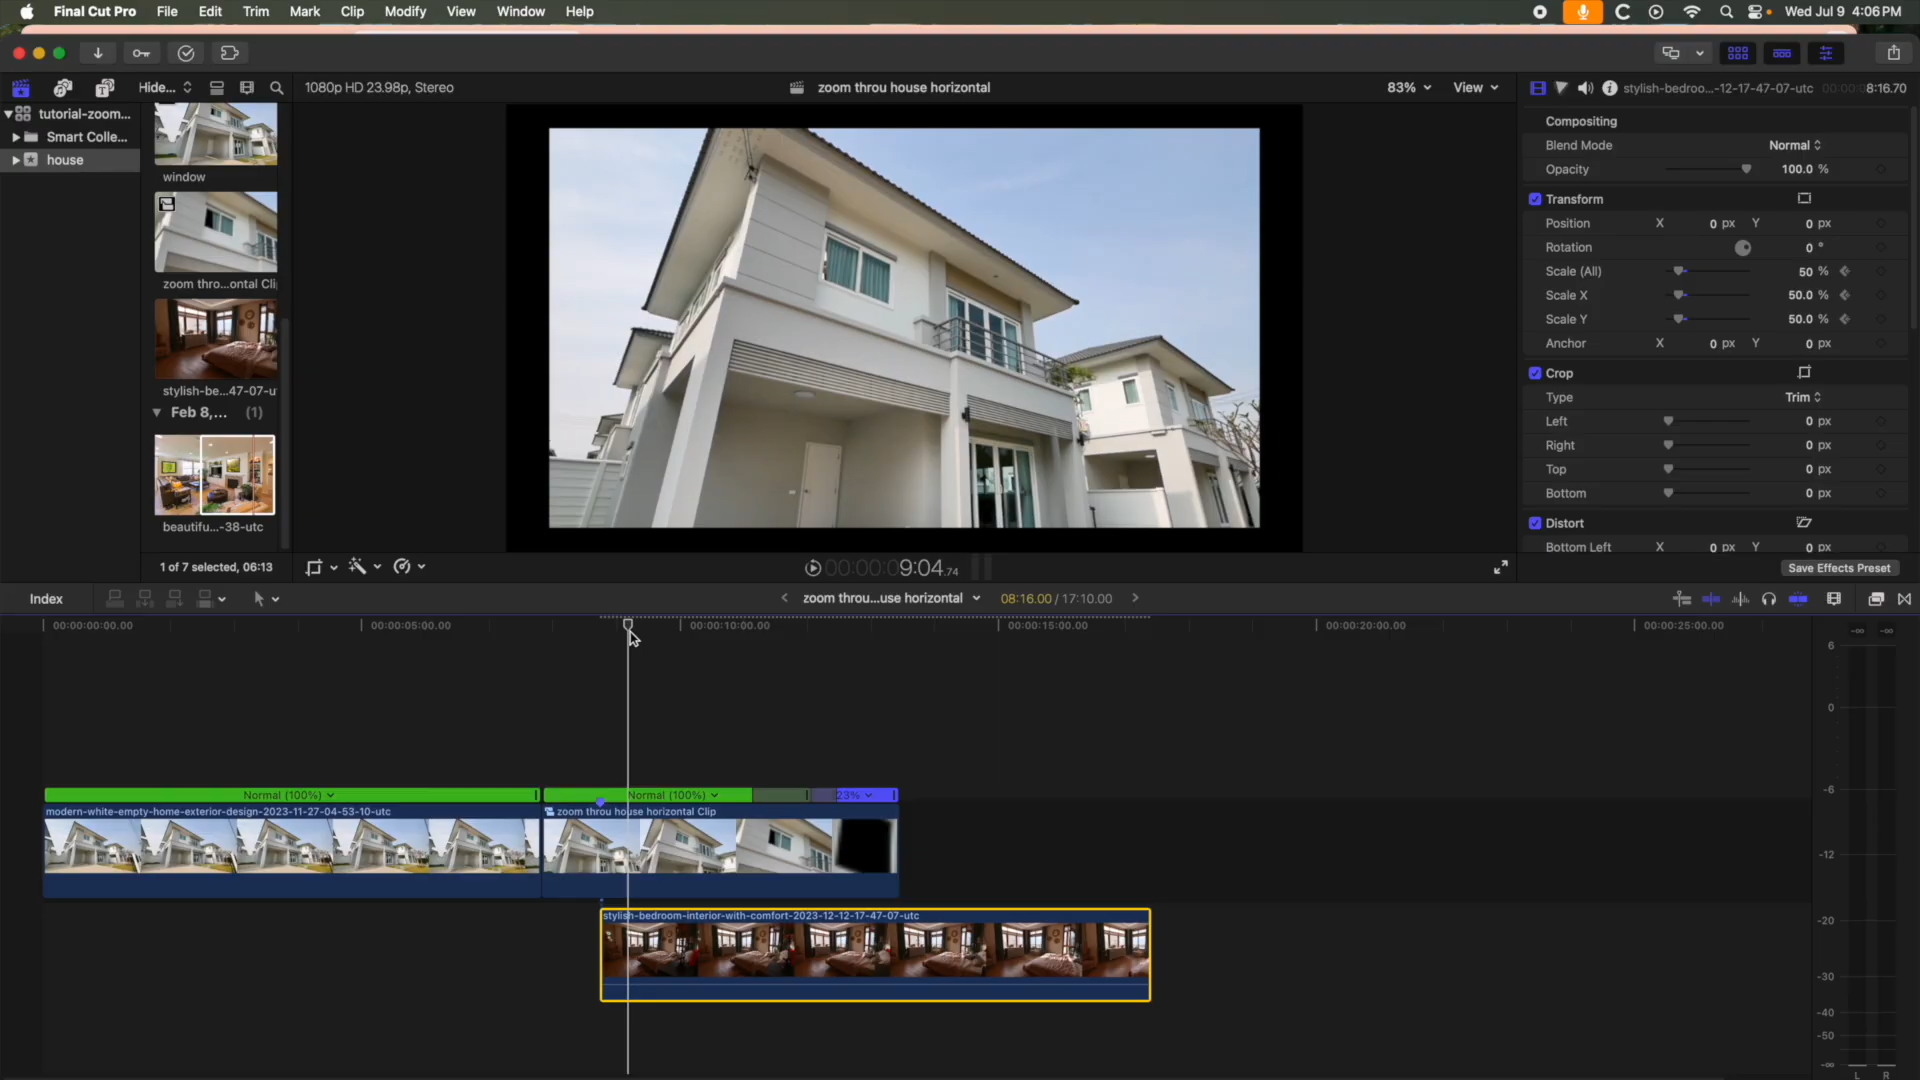 Final Cut Pro File Edit Trim Mark Clip Modify View Window Help
Wed Jul 9 4:06 PM
Hide...
1080p HD 23.98p, Stereo
zoom throu house horizontal
83%
View
stylish-bedroo...-12-17-47-07-utc
8:16.70
tutorial-zoom...
Smart Colle...
house
window
zoom thro...ontal Cli
stylish-be...47-07-u
Feb 8,... (1)
beautifu...-38-utc
1 of 7 selected, 06:13
00:00:00:09:04.74
Compositing
Blend Mode Normal
Opacity 100.0 %
Transform
Position X 0 px Y 0 px
Rotation 0 °
Scale (All) 50 %
Scale X 50.0 %
Scale Y 50.0 %
Anchor X 0 px Y 0 px
Crop
Type Trim
Left 0 px
Right 0 px
Top 0 px
Bottom 0 px
Distort
Bottom Left X 0 px Y 0 px
Save Effects Preset
Index
zoom throu...use horizontal
08:16.00 / 17:10.00
00:00:00:00.00
00:00:05:00.00
00:00:10:00.00
00:00:15:00.00
00:00:20:00.00
00:00:25:00.00
Normal (100%)
modern-white-empty-home-exterior-design-2023-11-27-04-53-10-utc
Normal (100%)
23%
zoom throu house horizontal Clip
stylish-bedroom-interior-with-comfort-2023-12-12-17-47-07-utc
-∞ -∞
6
0
-6
-12
-20
-30
-40
-50
-∞
L R